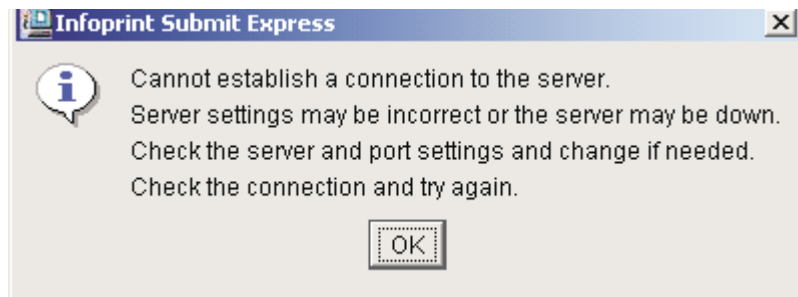 Infoprint Submit Express
Cannot establish a connection to the server.
Server settings may be incorrect or the server may be down.
Check the server and port settings and change if needed.
Check the connection and try again.
OK